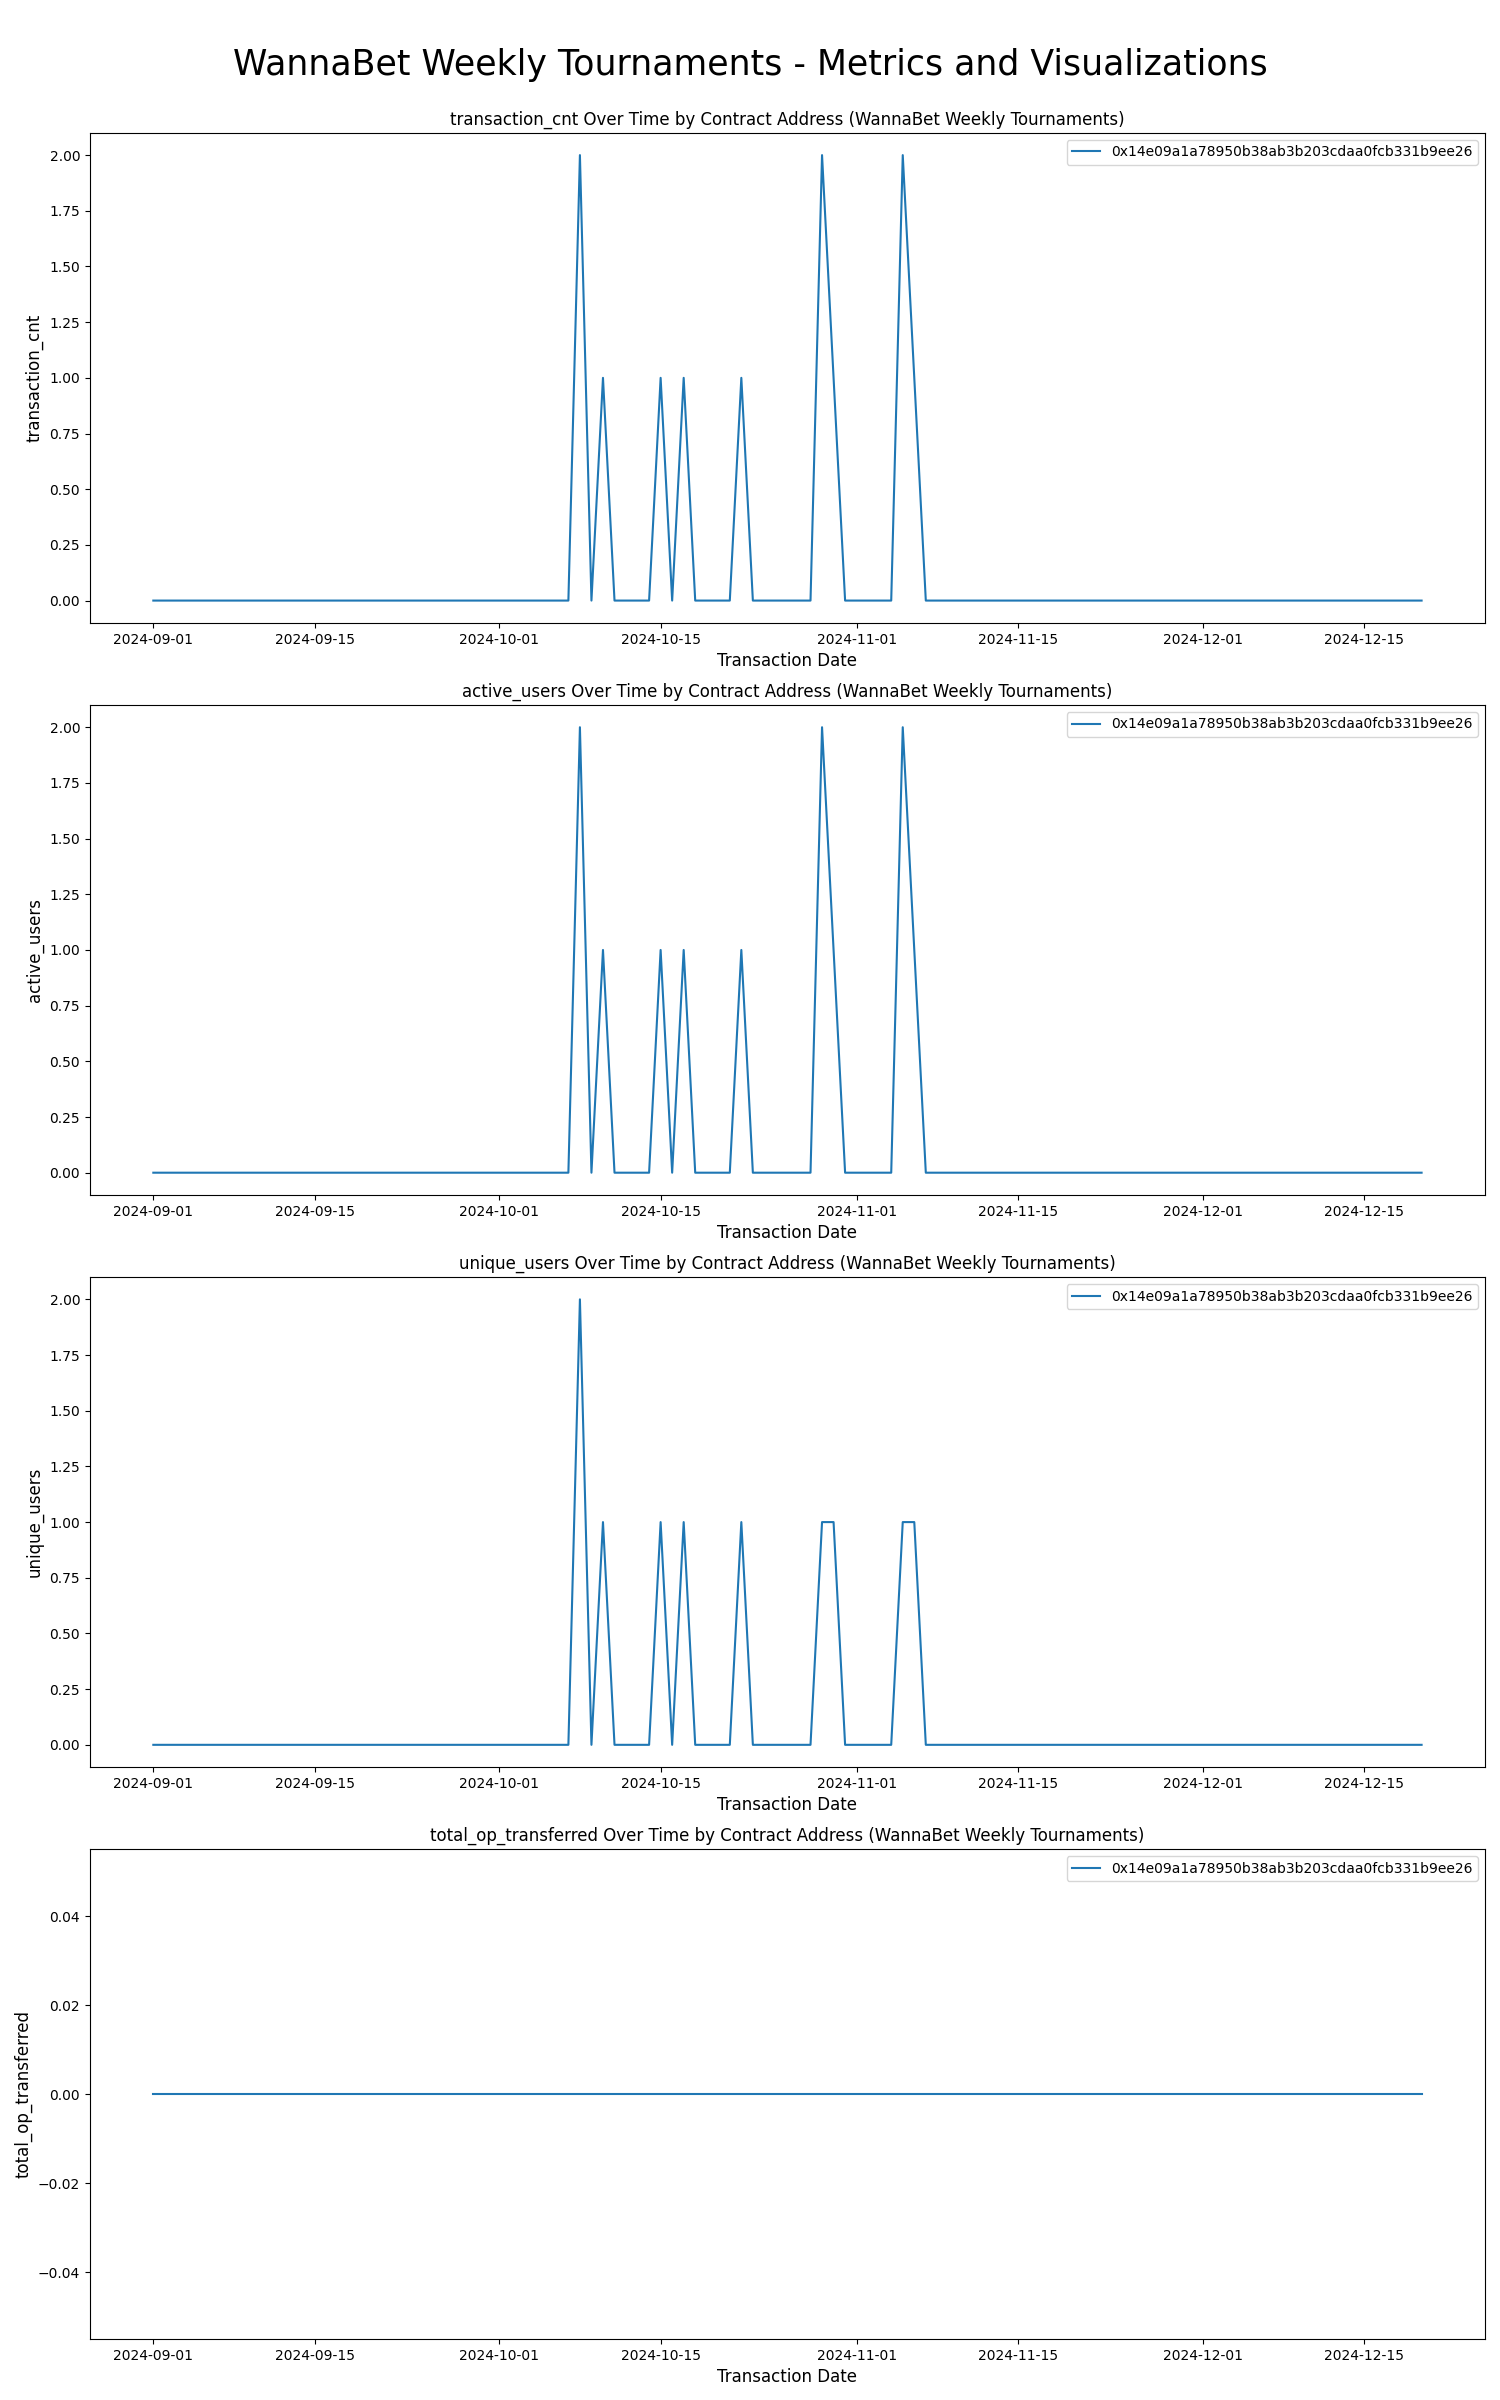 WannaBet Weekly Tournaments - Metrics and Visualizations
transaction_cnt Over Time by Contract Address (WannaBet Weekly Tournaments)
0x14e09a1a78950b38ab3b203cdaa0fcb331b9ee26
2.00
1.75
1.50
1.25
1.00
0.75
0.50
0.25
0.00
transaction_cnt
2024-09-01 2024-09-15 2024-10-01 2024-10-15 2024-11-01 2024-11-15 2024-12-01 2024-12-15
Transaction Date
active_users Over Time by Contract Address (WannaBet Weekly Tournaments)
0x14e09a1a78950b38ab3b203cdaa0fcb331b9ee26
2.00
1.75
1.50
1.25
1.00
0.75
0.50
0.25
0.00
active_users
2024-09-01 2024-09-15 2024-10-01 2024-10-15 2024-11-01 2024-11-15 2024-12-01 2024-12-15
Transaction Date
unique_users Over Time by Contract Address (WannaBet Weekly Tournaments)
0x14e09a1a78950b38ab3b203cdaa0fcb331b9ee26
2.00
1.75
1.50
1.25
1.00
0.75
0.50
0.25
0.00
unique_users
2024-09-01 2024-09-15 2024-10-01 2024-10-15 2024-11-01 2024-11-15 2024-12-01 2024-12-15
Transaction Date
total_op_transferred Over Time by Contract Address (WannaBet Weekly Tournaments)
0x14e09a1a78950b38ab3b203cdaa0fcb331b9ee26
0.04
0.02
0.00
−0.02
−0.04
total_op_transferred
2024-09-01 2024-09-15 2024-10-01 2024-10-15 2024-11-01 2024-11-15 2024-12-01 2024-12-15
Transaction Date